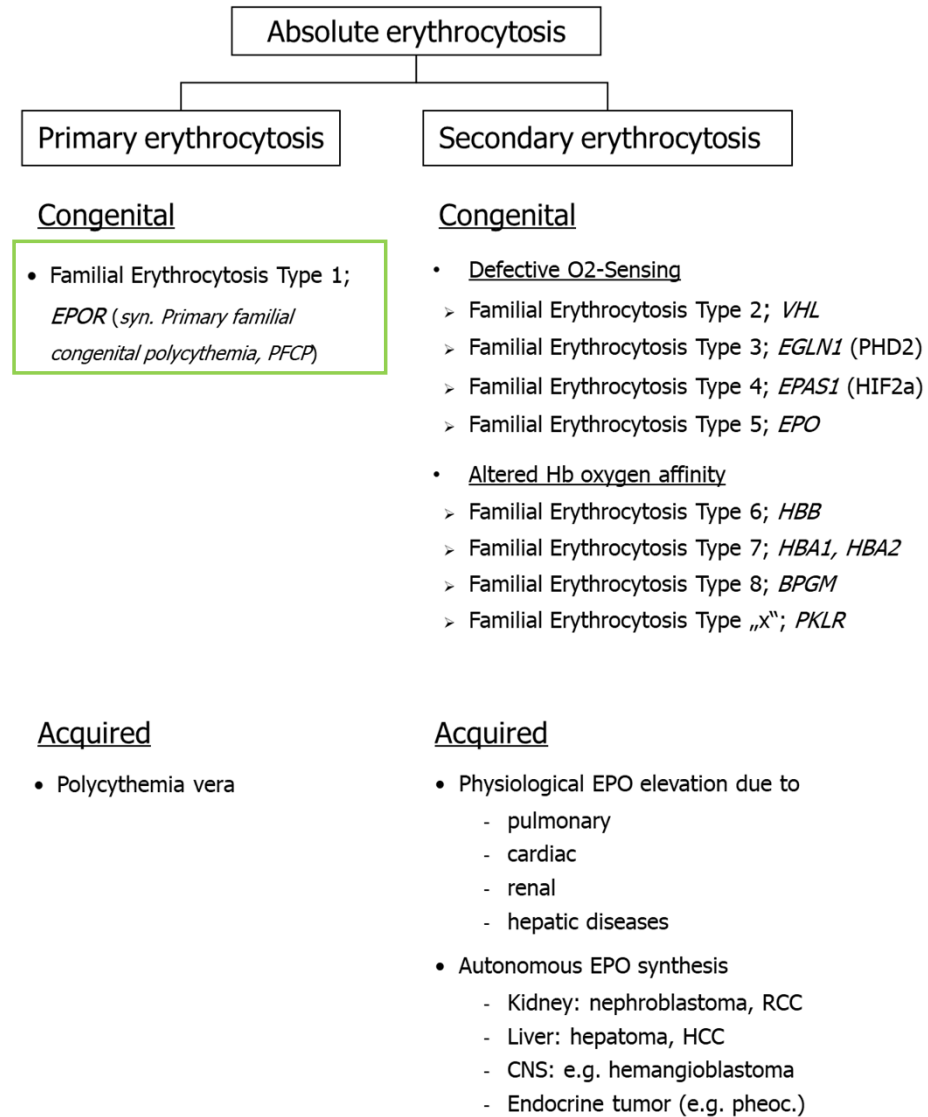 Absolute erythrocytosis
Primary erythrocytosis
Secondary erythrocytosis
Congenital
• Familial Erythrocytosis Type 1;
EPOR (syn. Primary familial
congenital polycythemia, PFCP)
Congenital
• Defective O2-Sensing
➢ Familial Erythrocytosis Type 2; VHL
➢ Familial Erythrocytosis Type 3; EGLN1 (PHD2)
➢ Familial Erythrocytosis Type 4; EPAS1 (HIF2a)
➢ Familial Erythrocytosis Type 5; EPO
• Altered Hb oxygen affinity
➢ Familial Erythrocytosis Type 6; HBB
➢ Familial Erythrocytosis Type 7; HBA1, HBA2
➢ Familial Erythrocytosis Type 8; BPGM
➢ Familial Erythrocytosis Type „x“; PKLR
Acquired
• Polycythemia vera
Acquired
• Physiological EPO elevation due to
- pulmonary
- cardiac
- renal
- hepatic diseases
• Autonomous EPO synthesis
- Kidney: nephroblastoma, RCC
- Liver: hepatoma, HCC
- CNS: e.g. hemangioblastoma
- Endocrine tumor (e.g. pheoc.)